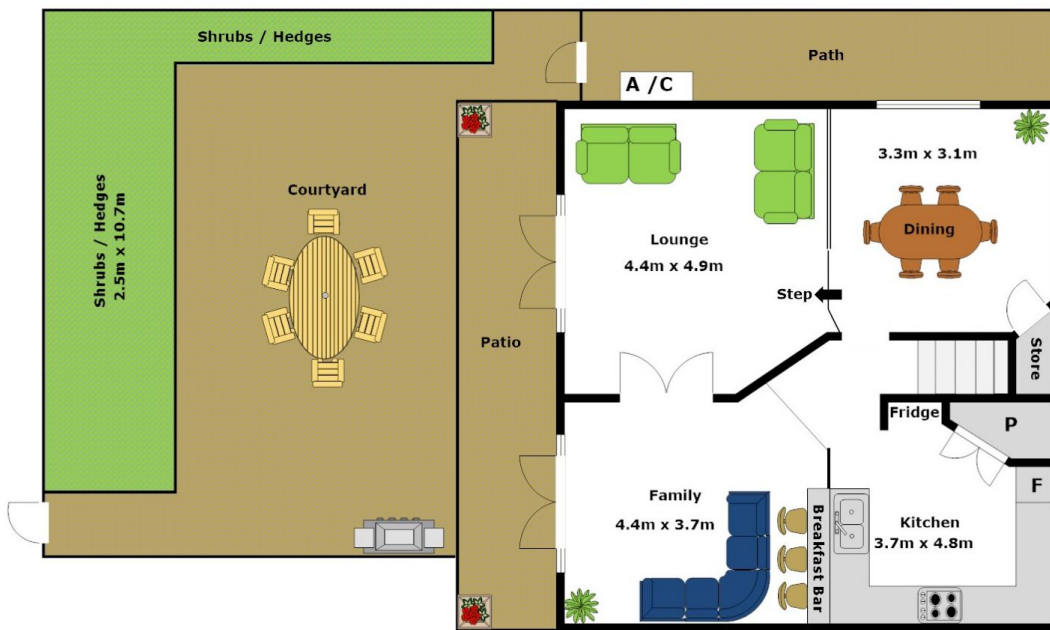 Shrubs / Hedges
Path
A /C
3.3m x 3.1m
Courtyard
Dining
Shrubs / Hedges
2.5m x 10.7m
Lounge
4.4m x 4.9m
Step
Patio
Store
Fridge
P
F
Family
4.4m x 3.7m
Breakfast Bar
Kitchen
3.7m x 4.8m